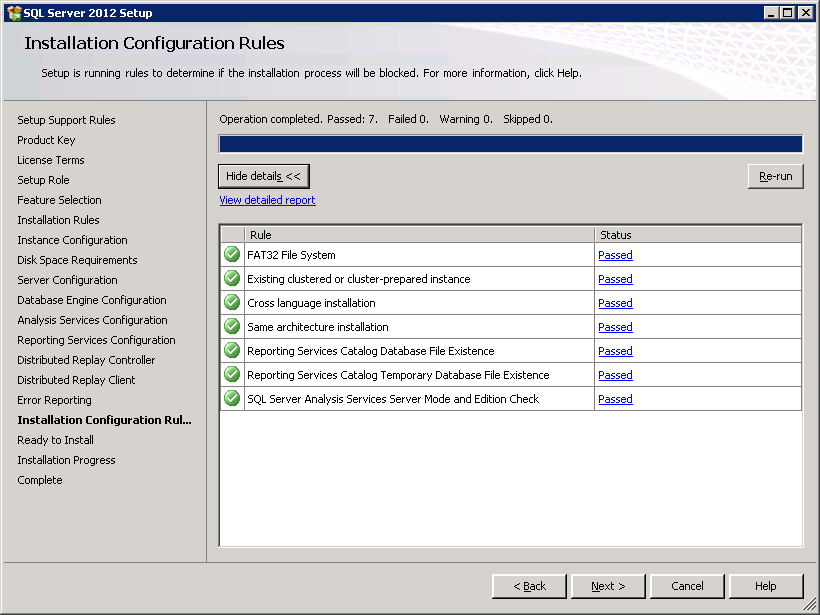 SQL Server 2012 Setup
Installation Configuration Rules
Setup is running rules to determine if the installation process will be blocked. For more information, click Help.
Setup Support Rules
Product Key
License Terms
Setup Role
Feature Selection
Installation Rules
Instance Configuration
Disk Space Requirements
Server Configuration
Database Engine Configuration
Analysis Services Configuration
Reporting Services Configuration
Distributed Replay Controller
Distributed Replay Client
Error Reporting
Installation Configuration Rul...
Ready to Install
Installation Progress
Complete
Operation completed. Passed: 7.   Failed 0.   Warning 0.   Skipped 0.
Hide details <<
Re-run
View detailed report
Rule Status
FAT32 File System Passed
Existing clustered or cluster-prepared instance Passed
Cross language installation Passed
Same architecture installation Passed
Reporting Services Catalog Database File Existence Passed
Reporting Services Catalog Temporary Database File Existence Passed
SQL Server Analysis Services Server Mode and Edition Check Passed
< Back Next > Cancel Help